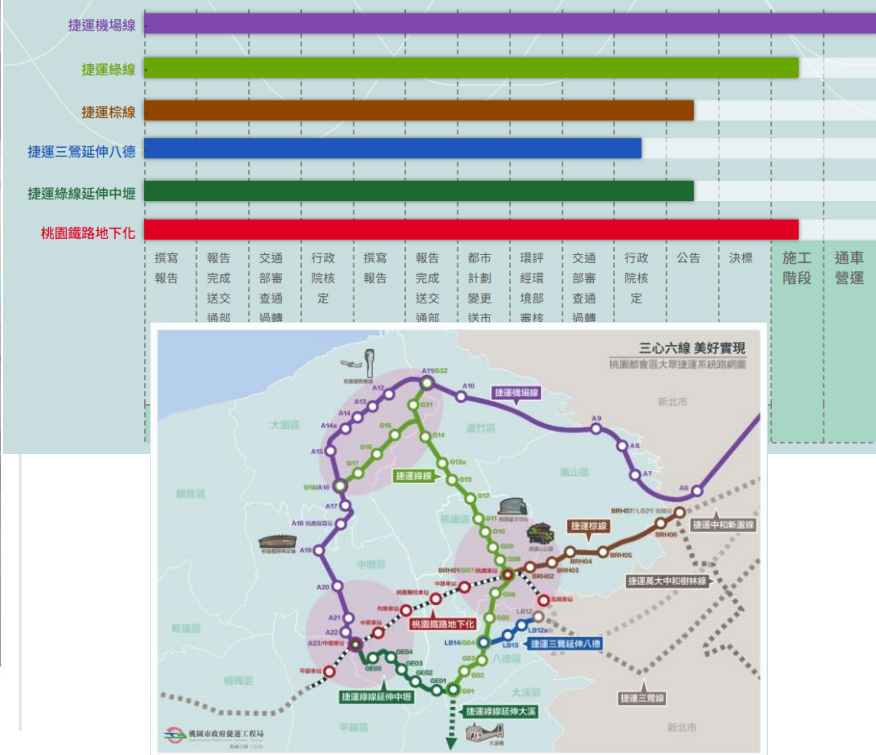 捷運機場線
捷運綠線
捷運棕線
捷運三鶯延伸八德
捷運綠線延伸中壢
桃園鐵路地下化
撰寫
報告
報告
完成
送交
通部
交通
部審
查通
過轉
行政
院核
定
撰寫
報告
報告
完成
送交
通部
都市
計劃
變更
送市
環評
經環
境部
審核
交通
部審
查通
過轉
行政
院核
定
公告
決標
施工
階段
通車
營運
三心六線 美好實現
桃園都會區大眾捷運系統路網圖
新北市
A11/G32
A10
捷運機場線
A12
A13
A14
A14a
A15
G31
大園區
蘆竹區
G15
G16
G17
G14
G13a
G13
捷運綠線
G18/A16
A9
A8
A7
A6
龜山區
觀音區
A17
G12
G11
G10
G09
G08
桃園區
BRH07/LG21
捷運中和新蘆線
捷運棕線
BRH06
BRH05
BRH04
BRH03
BRH02
BRH01/G07/桃園車站
A18
A19
中壢區
A20
捷運萬大中和樹林線
G06
G05
LB12
LB12a
LB13
LB14/G04
捷運三鶯延伸八德
桃園鐵路地下化
新屋區
A21
A22
A23/中壢車站
八德區
G03
G02
G01
GE05
GE04
GE03
GE02
GE01
楊梅區
捷運綠線延伸中壢
大溪區
捷運三鶯線
捷運綠線延伸大溪
平鎮區
新北市
桃園市政府捷運工程局